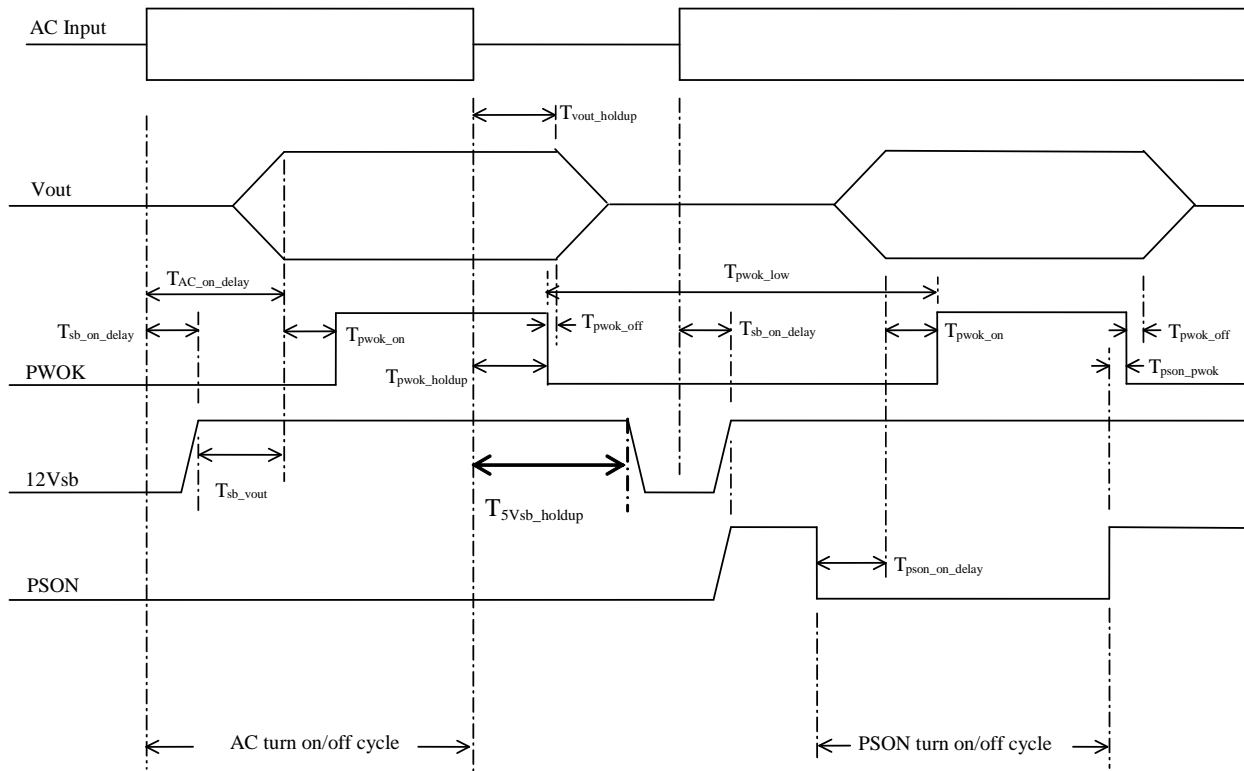 AC Input
Tvout_holdup
Vout
TAC_on_delay
Tpwok_low
Tsb_on_delay
Tpwok_on
Tpwok_off
Tsb_on_delay
Tpwok_on
Tpwok_off
PWOK
Tpwok_holdup
Tpson_pwok
12Vsb
Tsb_vout
T5Vsb_holdup
Tpson_on_delay
PSON
AC turn on/off cycle
PSON turn on/off cycle